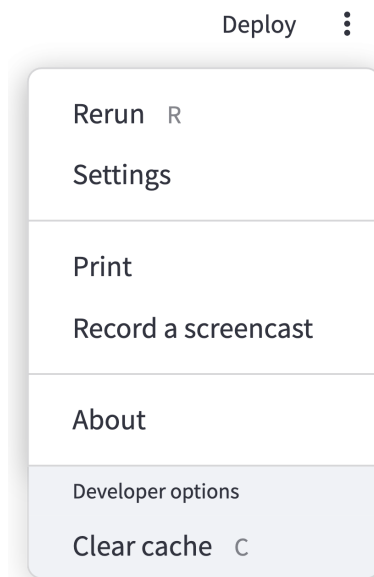 Deploy
Rerun R
Settings
Print
Record a screencast
About
Developer options
Clear cache C